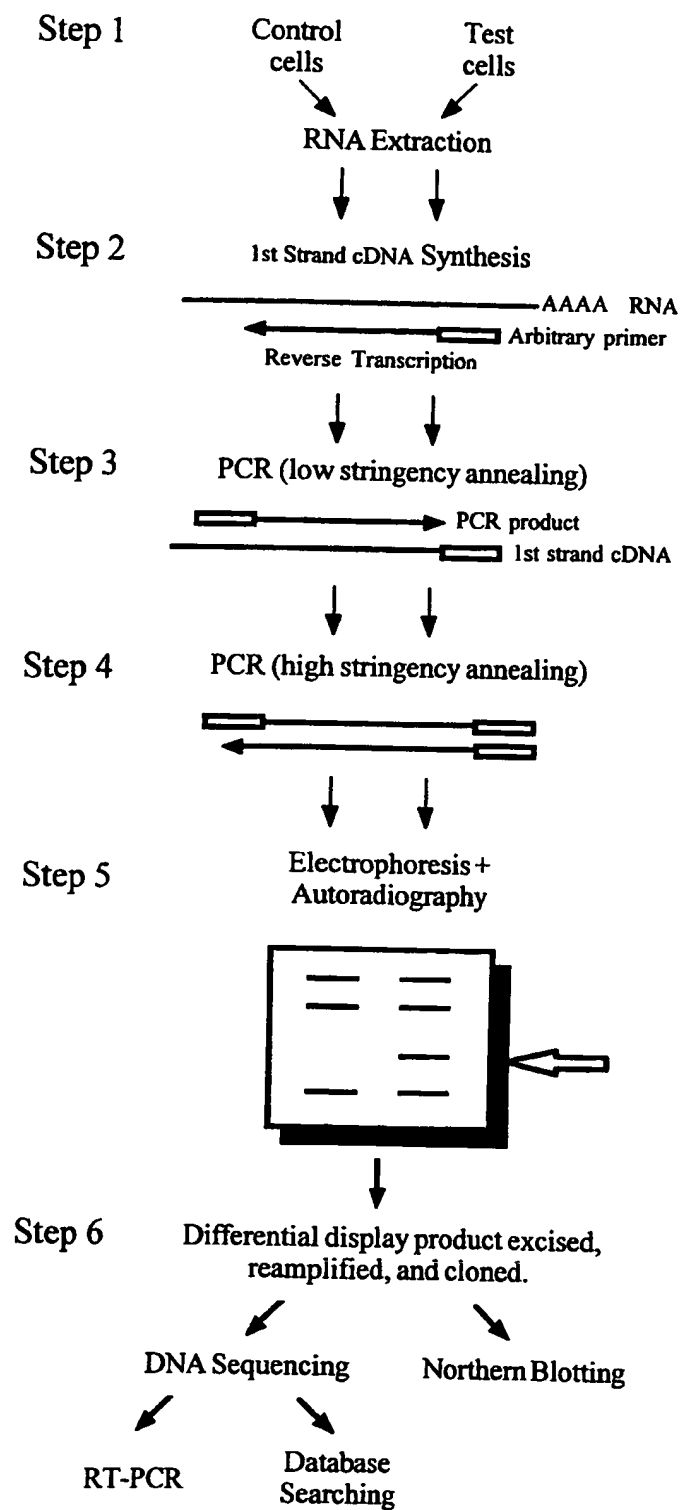 Step 1
Control
cells
Test
cells
RNA Extraction
Step 2
1st Strand cDNA Synthesis
AAAA RNA
Arbitrary primer
Reverse Transcription
Step 3
PCR (low stringency annealing)
PCR product
1st strand cDNA
Step 4
PCR (high stringency annealing)
Step 5
Electrophoresis +
Autoradiography
Step 6
Differential display product excised,
reamplified, and cloned.
DNA Sequencing
Northern Blotting
RT-PCR
Database
Searching